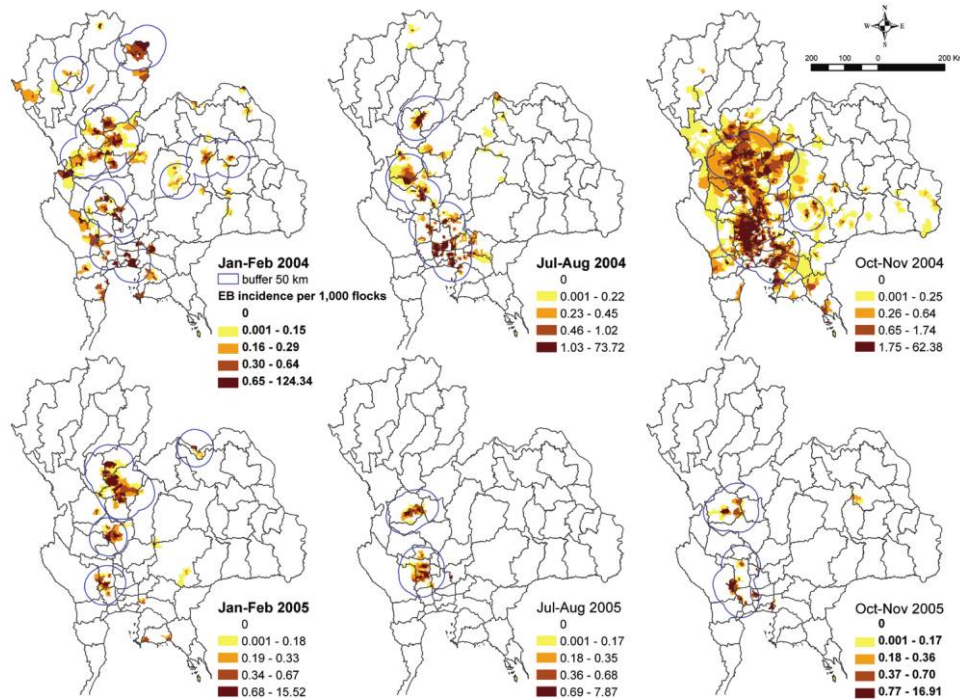 N
W E
S
200 0 200 Km
Jan-Feb 2004
buffer 50 km
EB incidence per 1,000 flocks
0
0.001 - 0.15
0.16 - 0.29
0.30 - 0.64
0.65 - 124.34
Jul-Aug 2004
0
0.001 - 0.22
0.23 - 0.45
0.46 - 1.02
1.03 - 73.72
Oct-Nov 2004
0
0.001 - 0.25
0.26 - 0.64
0.65 - 1.74
1.75 - 62.38
Jan-Feb 2005
0
0.001 - 0.18
0.19 - 0.33
0.34 - 0.67
0.68 - 15.52
Jul-Aug 2005
0
0.001 - 0.17
0.18 - 0.35
0.36 - 0.68
0.69 - 7.87
Oct-Nov 2005
0
0.001 - 0.17
0.18 - 0.36
0.37 - 0.70
0.77 - 16.91